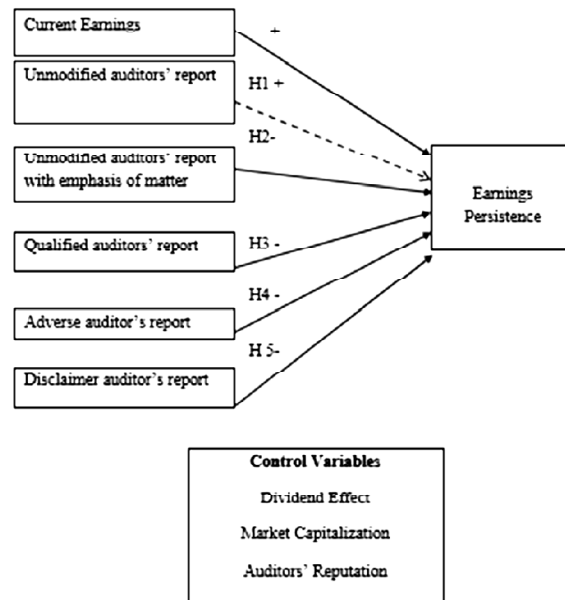 Current Earnings
+
Unmodified auditors' report
H1 +
H2-
Unmodified auditors' report
with emphasis of matter
Earnings
Persistence
Qualified auditors' report
H3 -
H4 -
Adverse auditor's report
H 5-
Disclaimer auditor's report
Control Variables
Dividend Effect
Market Capitalization
Auditors' Reputation